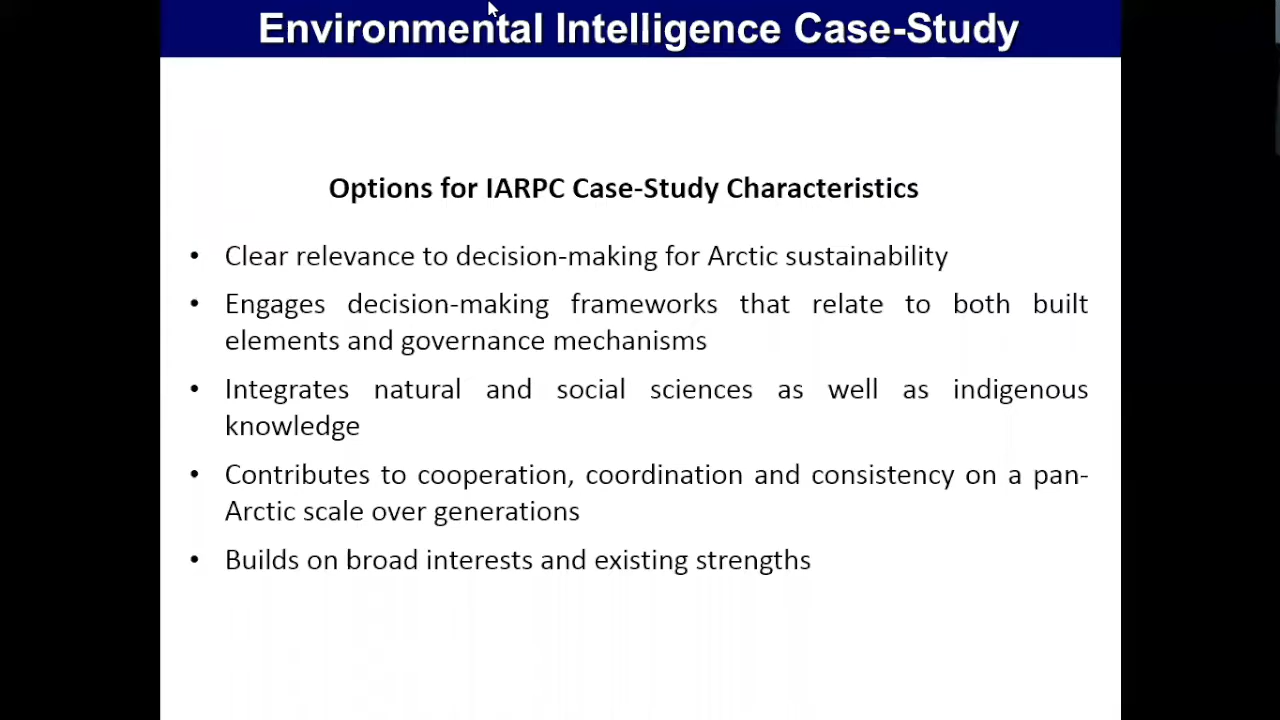 Environmental Intelligence Case-Study
Options for IARPC Case-Study Characteristics
• Clear relevance to decision-making for Arctic sustainability
• Engages decision-making frameworks that relate to both built
elements and governance mechanisms
• Integrates natural and social sciences as well as indigenous
knowledge
• Contributes to cooperation, coordination and consistency on a pan-
Arctic scale over generations
• Builds on broad interests and existing strengths